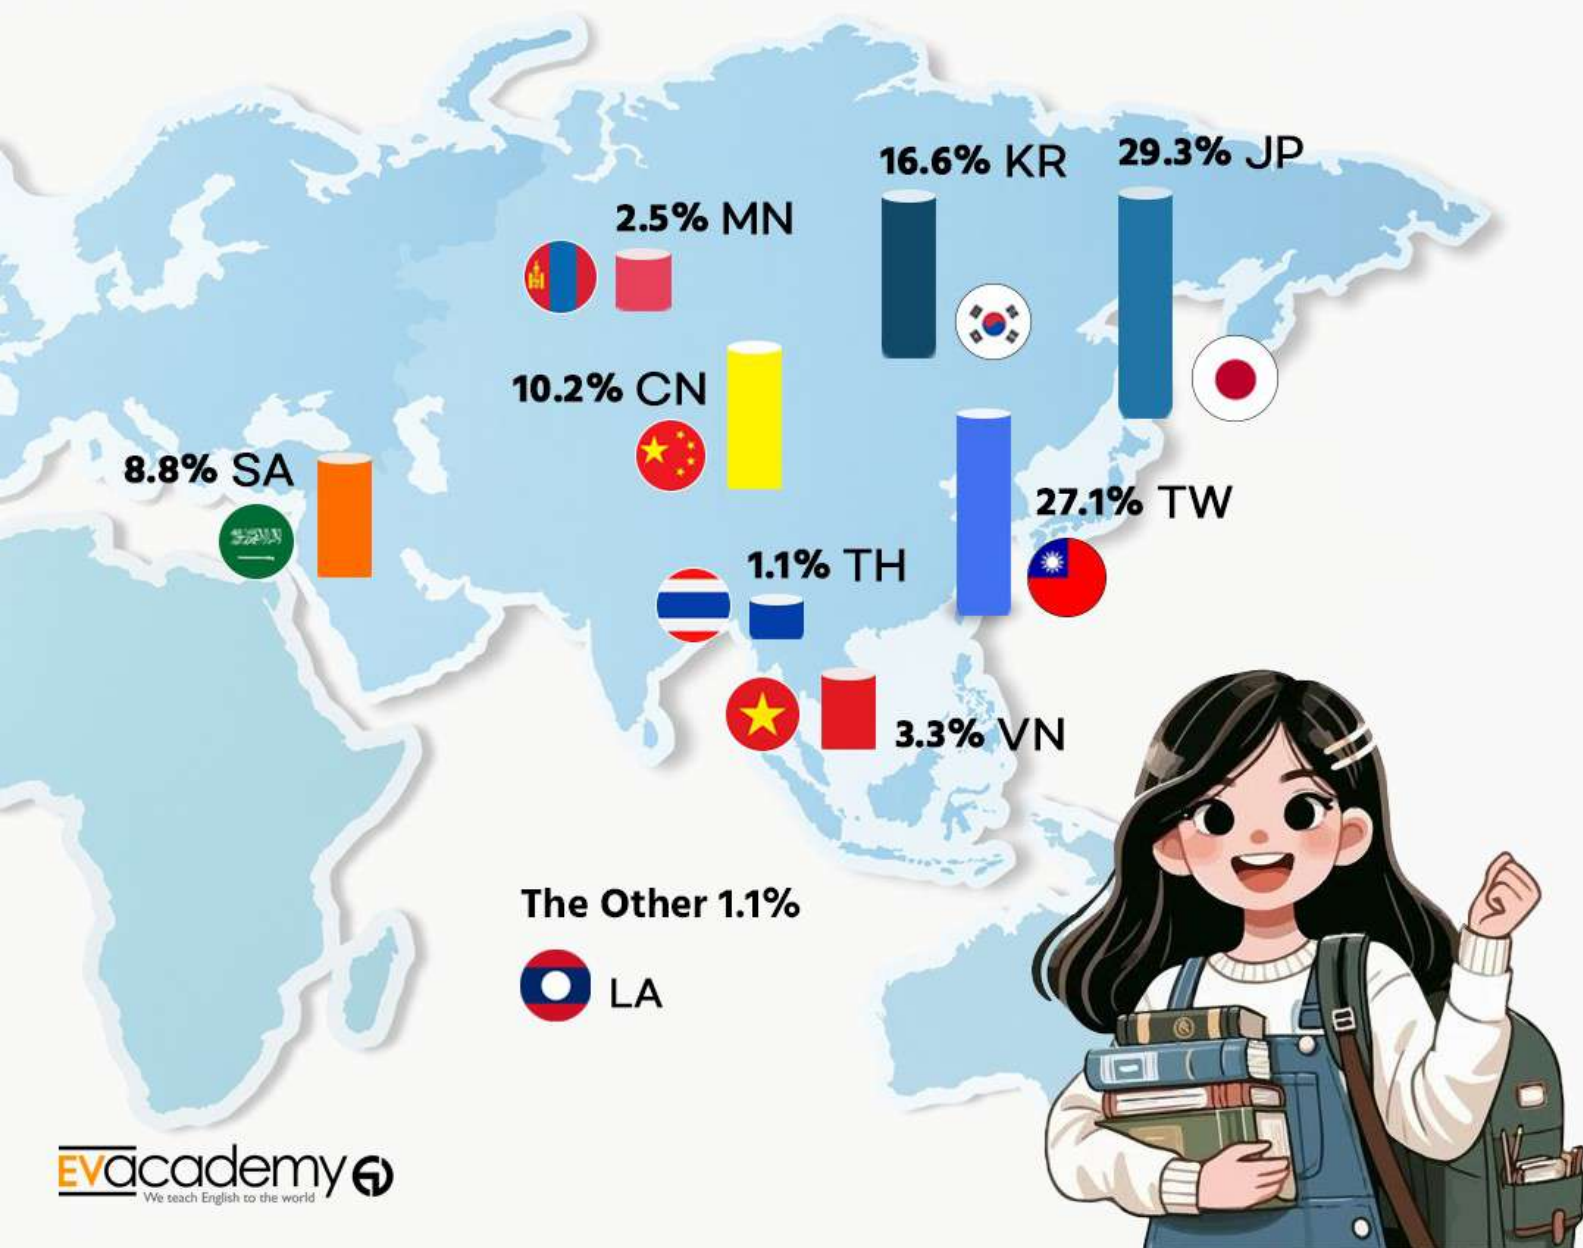 16.6% KR
29.3% JP
2.5% MN
10.2% CN
8.8% SA
27.1% TW
1.1% TH
3.3% VN
The Other 1.1%
LA
EVacademy
We teach English to the world